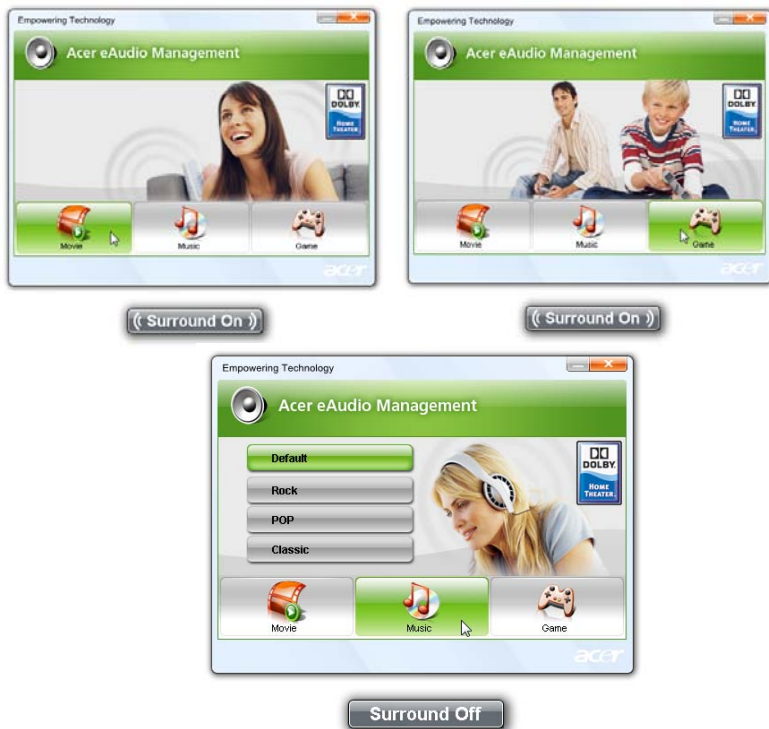 Empowering Technology
Acer eAudio Management
DOLBY
HOME
THEATER
Movie
Music
Game
acer
(( Surround On ))
Empowering Technology
Acer eAudio Management
DOLBY
HOME
THEATER
Movie
Music
Game
acer
(( Surround On ))
Empowering Technology
Acer eAudio Management
Default
Rock
POP
Classic
DOLBY
HOME
THEATER
Movie
Music
Game
acer
Surround Off